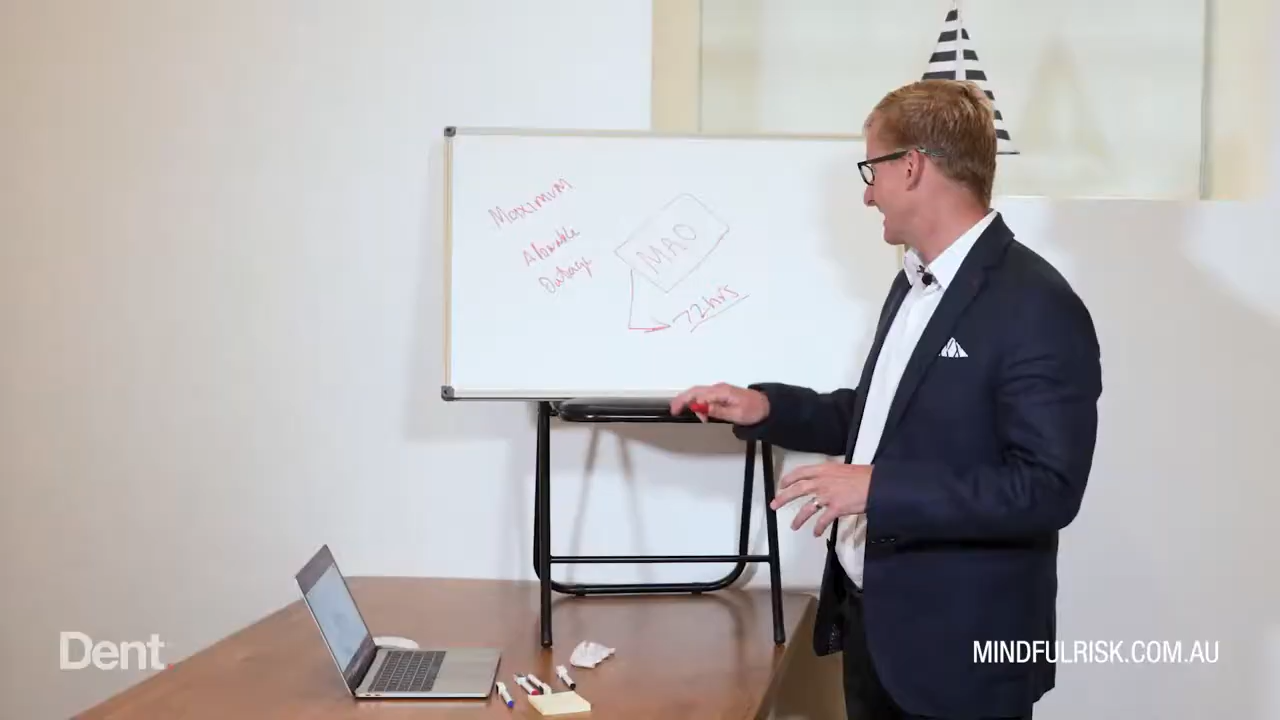 Maximum
Allowable
Outage
MAO
72hrs
Dent.
MINDFULRISK.COM.AU